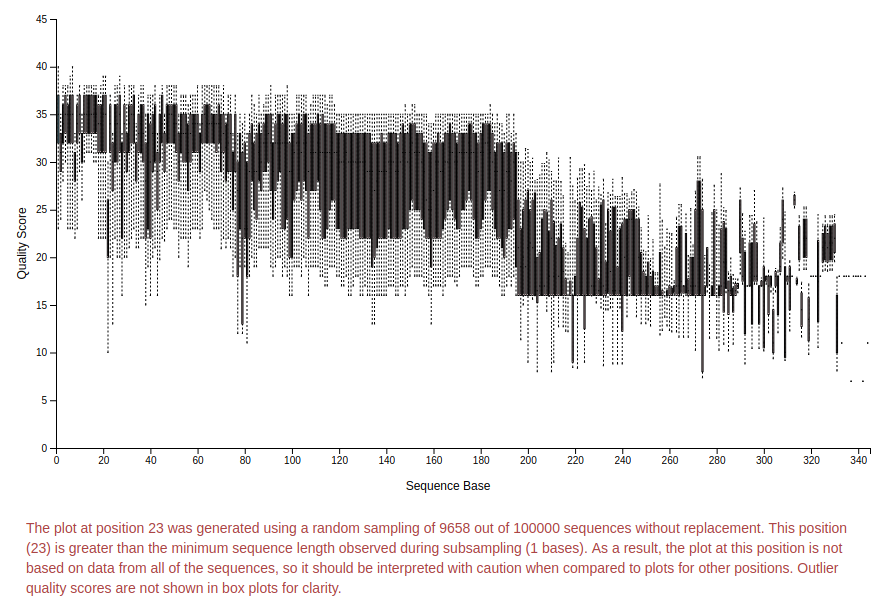 45
40
35
30
25
20
15
10
5
0
Quality Score
0 20 40 60 80 100 120 140 160 180 200 220 240 260 280 300 320 340
Sequence Base
The plot at position 23 was generated using a random sampling of 9658 out of 100000 sequences without replacement. This position
(23) is greater than the minimum sequence length observed during subsampling (1 bases). As a result, the plot at this position is not
based on data from all of the sequences, so it should be interpreted with caution when compared to plots for other positions. Outlier
quality scores are not shown in box plots for clarity.